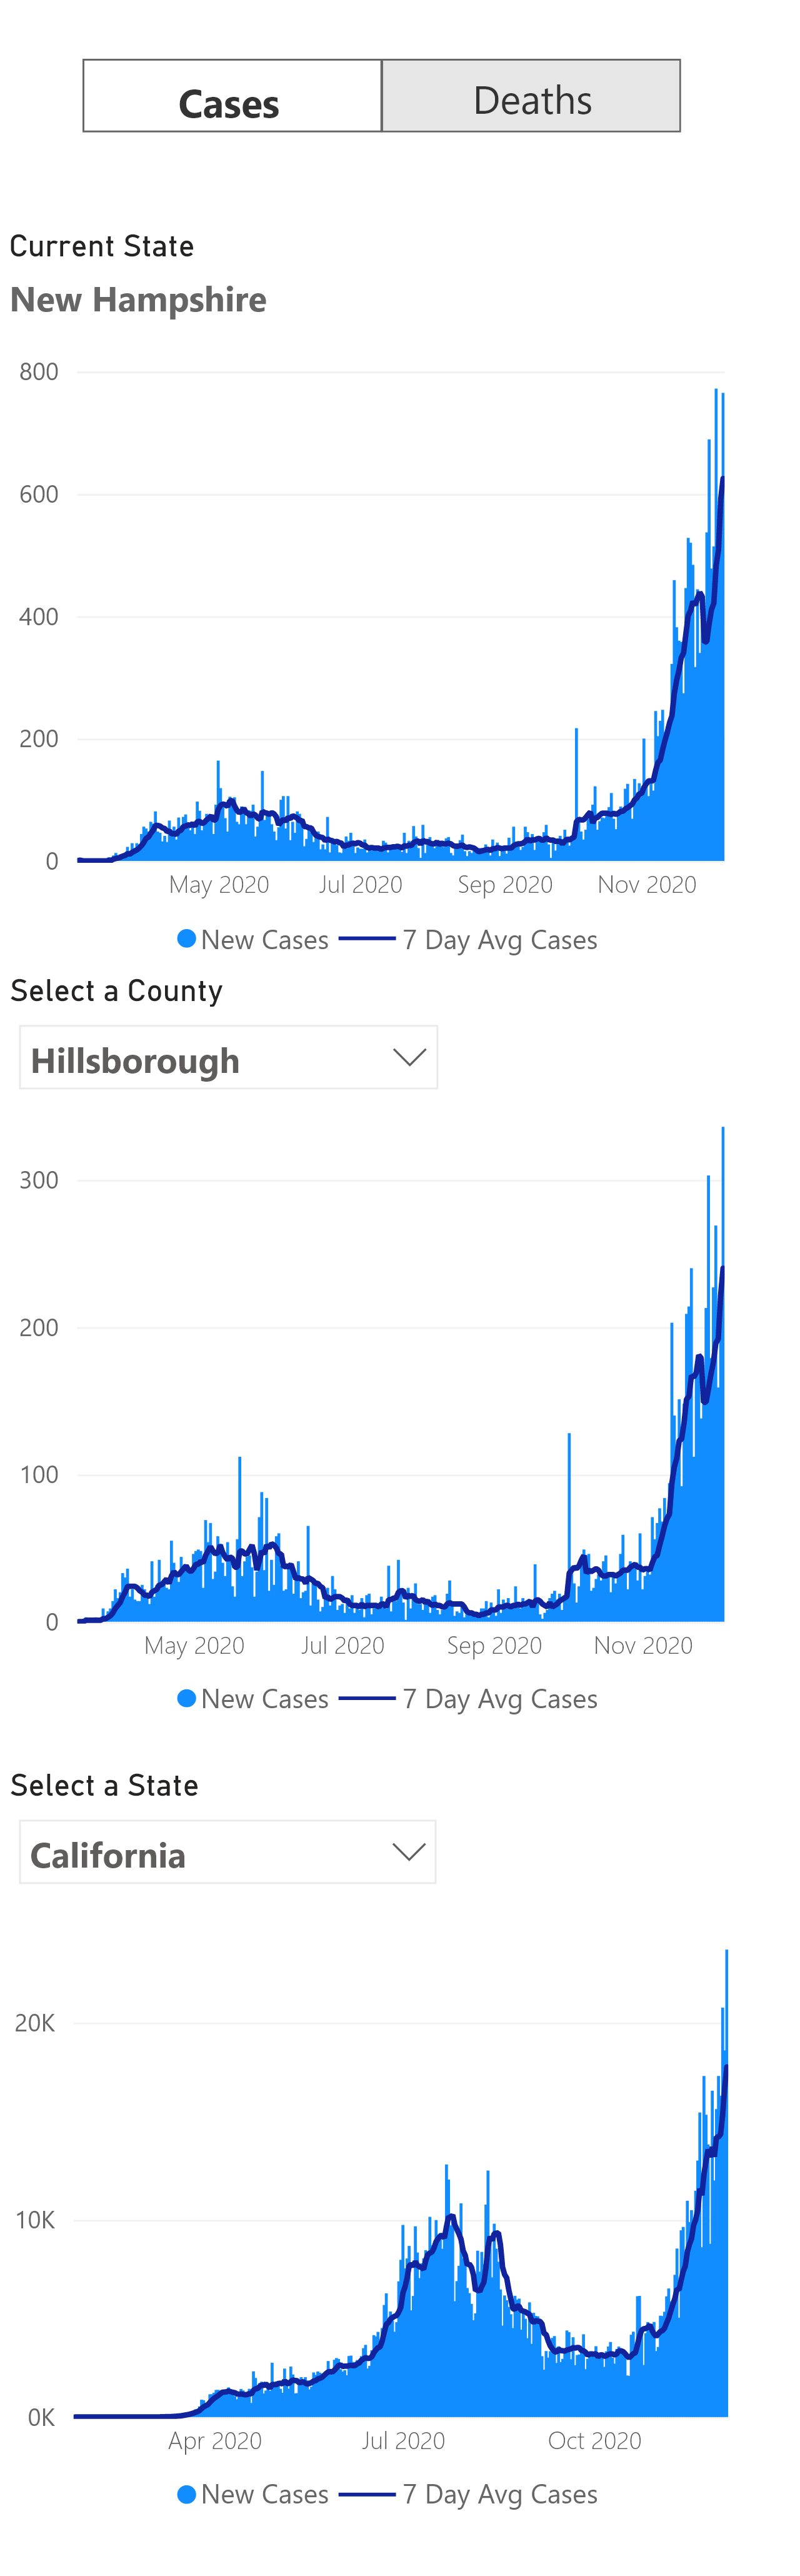 Cases Deaths
Current State
New Hampshire
800
600
400
200
0
May 2020 Jul 2020 Sep 2020 Nov 2020
New Cases 7 Day Avg Cases
Select a County
Hillsborough
300
200
100
0
May 2020 Jul 2020 Sep 2020 Nov 2020
New Cases 7 Day Avg Cases
Select a State
California
20K
10K
0K
Apr 2020 Jul 2020 Oct 2020
New Cases 7 Day Avg Cases